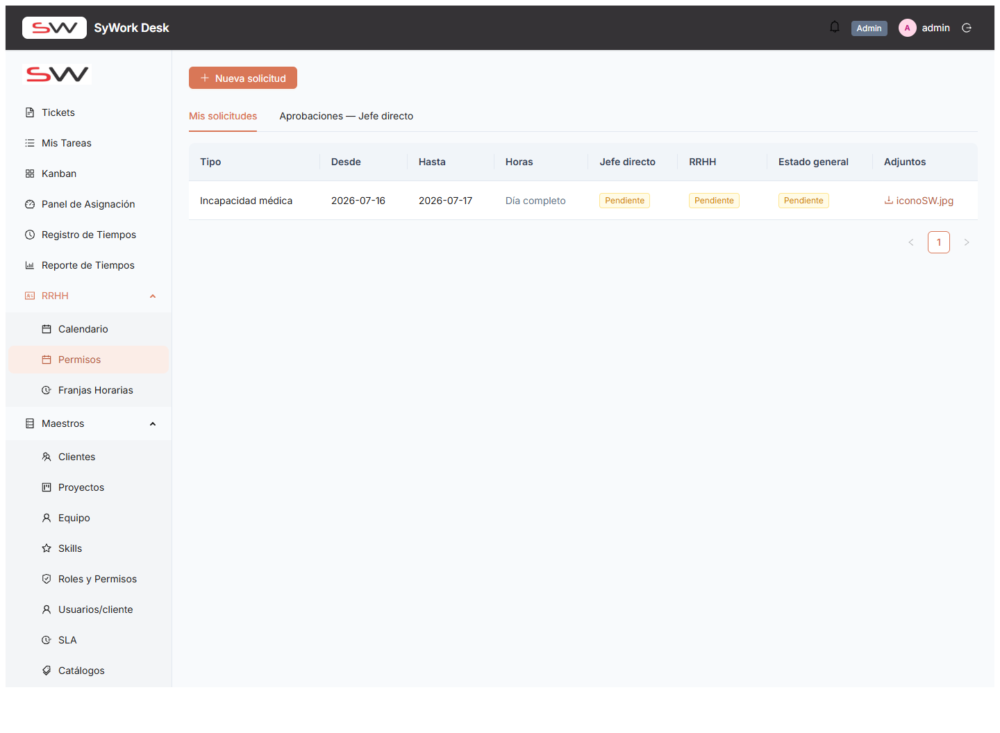 SW SyWork Desk Admin A admin
SW
Nueva solicitud
Tickets
Mis solicitudes Aprobaciones — Jefe directo
Mis Tareas
Tipo Desde Hasta Horas Jefe directo RRHH Estado general Adjuntos
Kanban
Incapacidad médica 2026-07-16 2026-07-17 Día completo Pendiente Pendiente Pendiente iconoSW.jpg
Panel de Asignación
Registro de Tiempos
1
Reporte de Tiempos
RRHH
Calendario
Permisos
Franjas Horarias
Maestros
Clientes
Proyectos
Equipo
Skills
Roles y Permisos
Usuarios/cliente
SLA
Catálogos